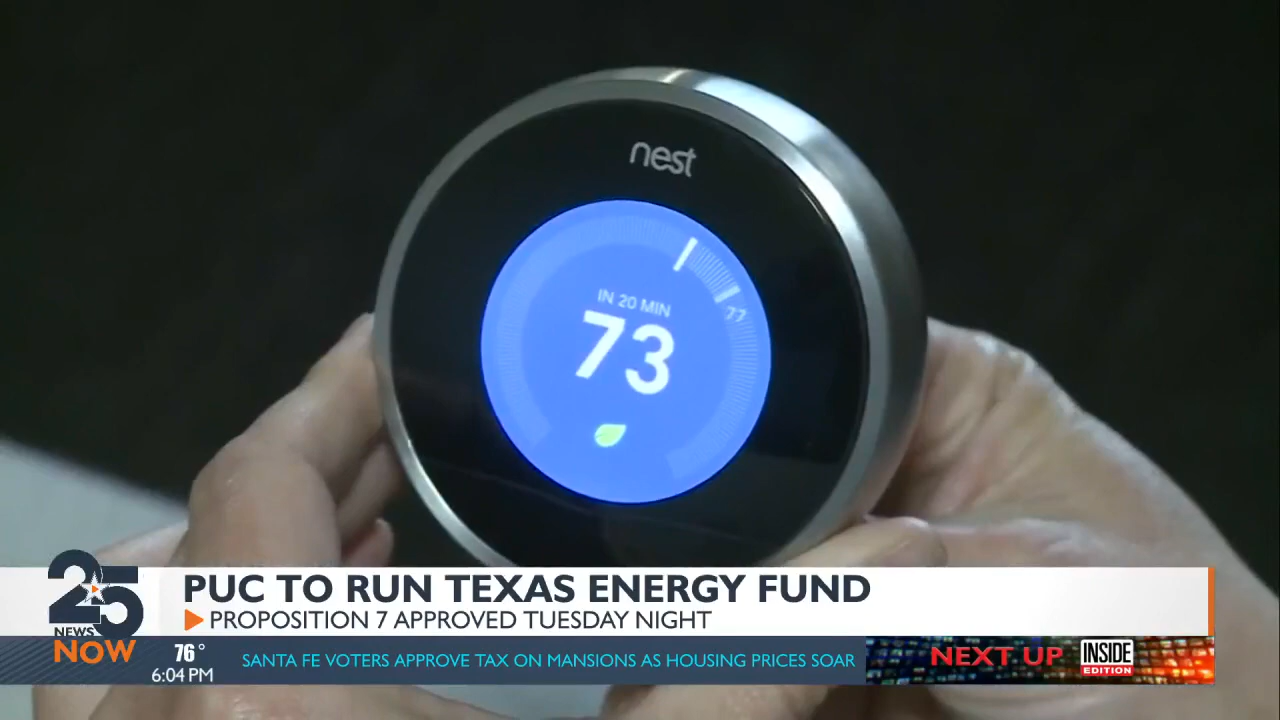 nest
IN 20 MIN
73
77
PUC TO RUN TEXAS ENERGY FUND
PROPOSITION 7 APPROVED TUESDAY NIGHT
25
NEWS
NOW
76°
6:04 PM
SANTA FE VOTERS APPROVE TAX ON MANSIONS AS HOUSING PRICES SOAR
NEXT UP
INSIDE
EDITION